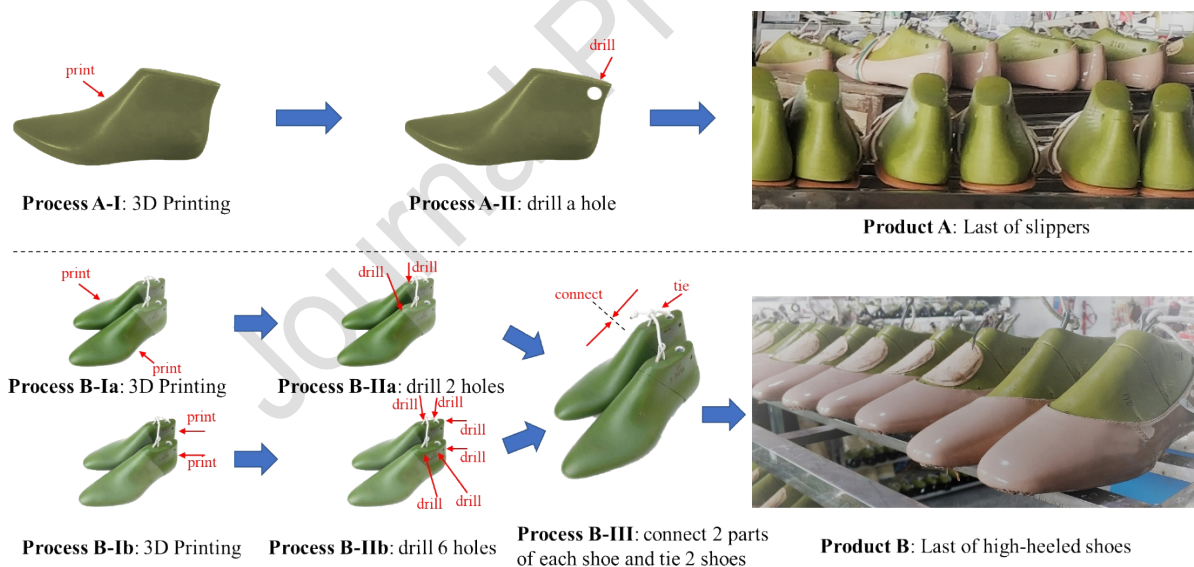 drill
print
Process A-I: 3D Printing
Process A-II: drill a hole
Product A: Last of slippers
print
drill
drill
connect
tie
print
Process B-Ia: 3D Printing
Process B-IIa: drill 2 holes
drill
drill
print
drill
print
drill
drill
drill
Process B-Ib: 3D Printing
Process B-IIb: drill 6 holes
Process B-III: connect 2 parts
of each shoe and tie 2 shoes
Product B: Last of high-heeled shoes
Journal Pr